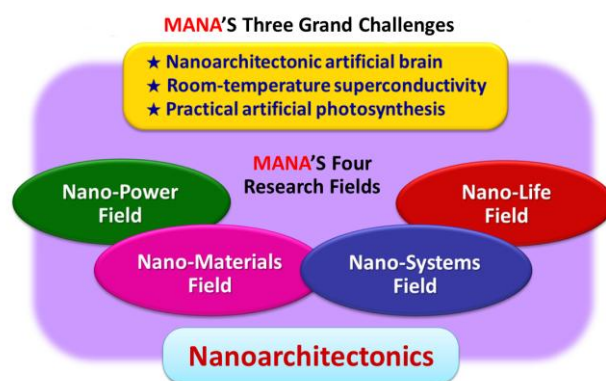 MANA'S Three Grand Challenges
★ Nanoarchitectonic artificial brain
★ Room-temperature superconductivity
★ Practical artificial photosynthesis
MANA'S Four
Research Fields
Nano-Power
Field
Nano-Life
Field
Nano-Materials
Field
Nano-Systems
Field
Nanoarchitectonics